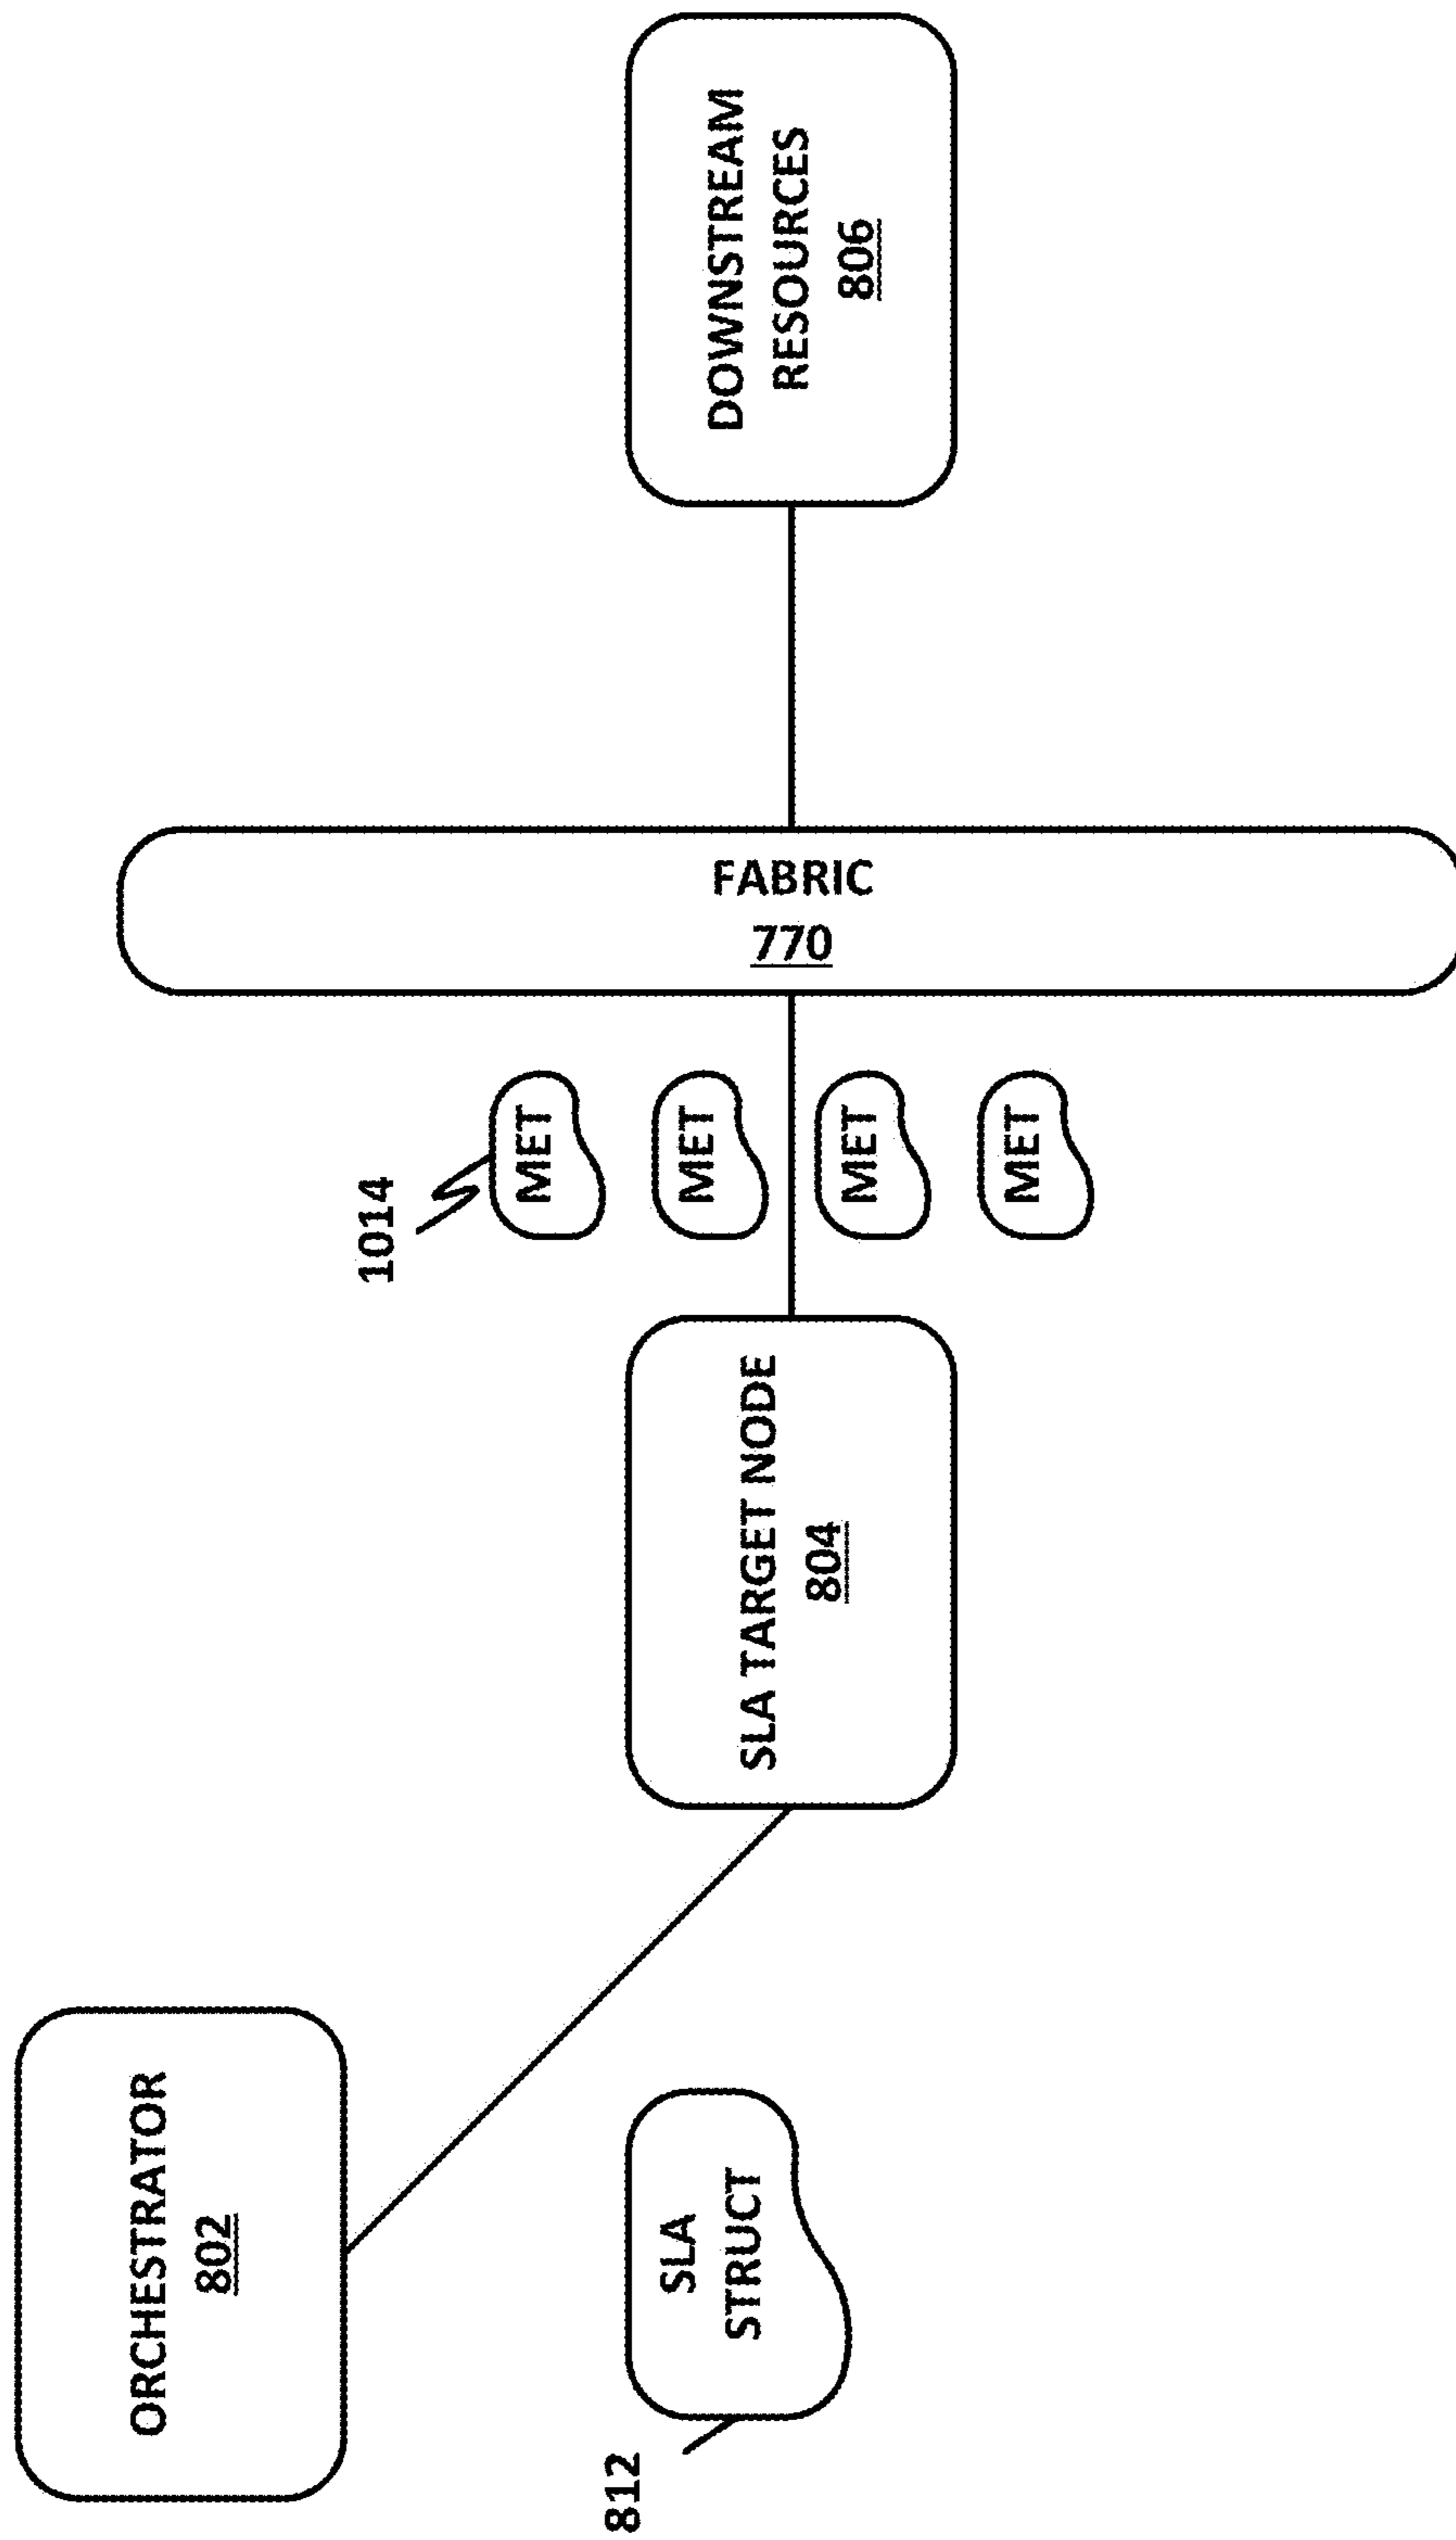 ORCHESTRATOR
802
812
SLA
STRUCT
SLA TARGET NODE
804
1014
MET
MET
MET
MET
FABRIC
770
DOWNSTREAM
RESOURCES
806